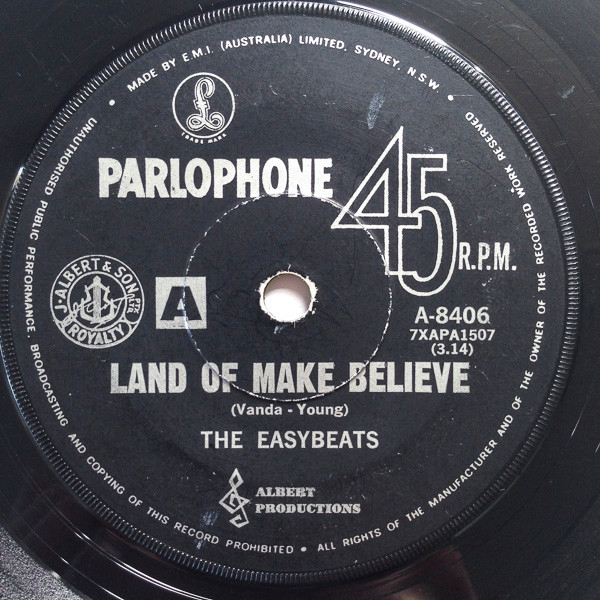 MADE BY E.M.I. (AUSTRALIA) LIMITED. SYDNEY, N.S.W.
£
TRADE MARK
PARLOPHONE
45 R.P.M.
J. ALBERT & SON PTY. LTD.
ROYALTY
A
A-8406
7XAPA1507
(3.14)
LAND OF MAKE BELIEVE
(Vanda - Young)
THE EASYBEATS
ALBERT
PRODUCTIONS
UNAUTHORISED PUBLIC PERFORMANCE, BROADCASTING AND COPYING OF THIS RECORD PROHIBITED • ALL RIGHTS OF THE MANUFACTURER AND OF THE OWNER OF THE RECORDED WORK RESERVED